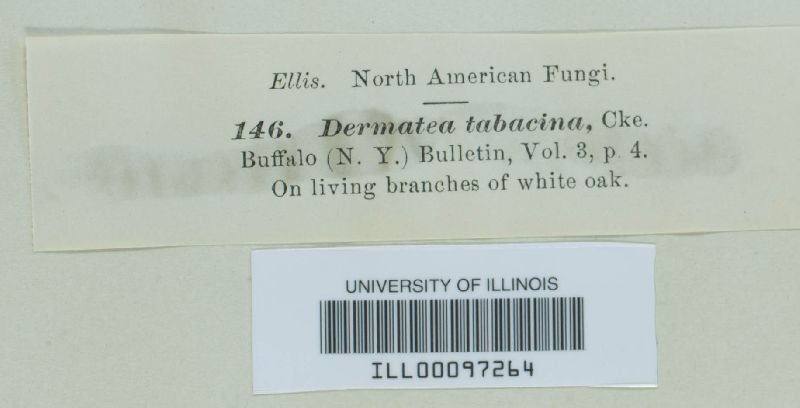 Ellis. North American Fungi.
146. Dermatea tabacina, Cke.
Buffalo (N. Y.) Bulletin, Vol. 3, p. 4.
On living branches of white oak.
UNIVERSITY OF ILLINOIS
ILL00097264